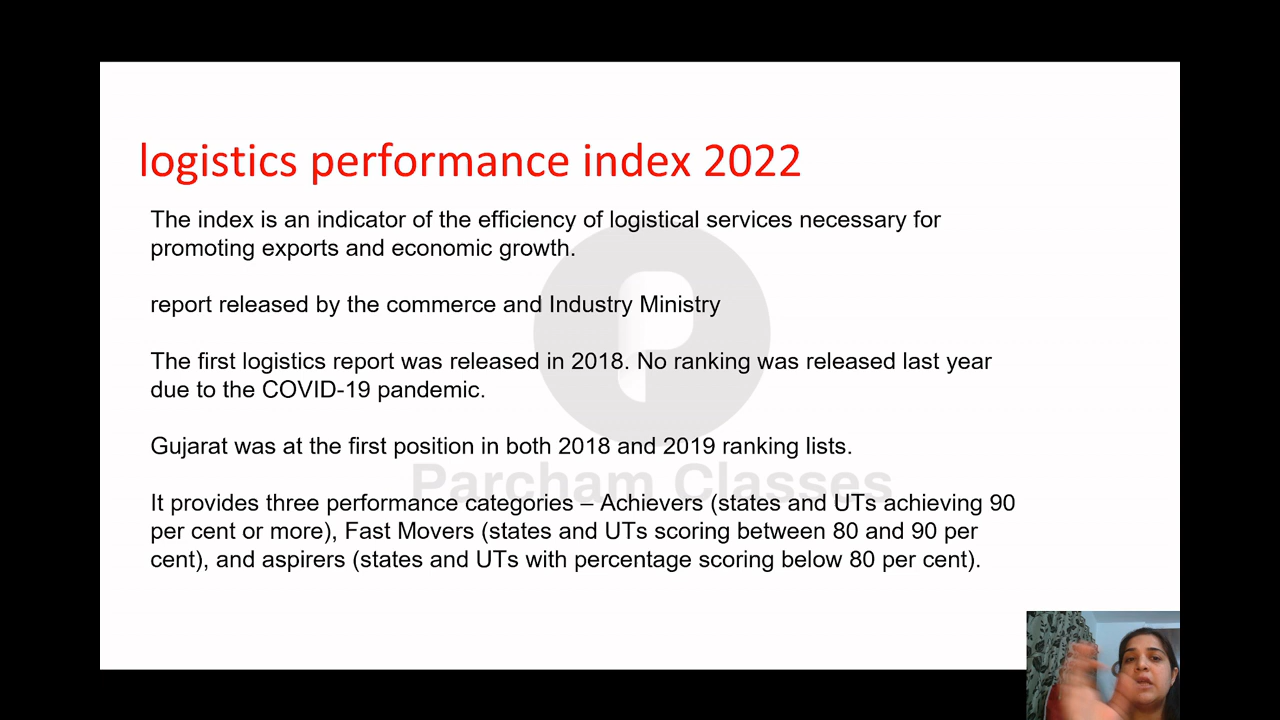 logistics performance index 2022
The index is an indicator of the efficiency of logistical services necessary for
promoting exports and economic growth.
report released by the commerce and Industry Ministry
The first logistics report was released in 2018. No ranking was released last year
due to the COVID-19 pandemic.
Gujarat was at the first position in both 2018 and 2019 ranking lists.
Parcham Classes
It provides three performance categories – Achievers (states and UTs achieving 90
per cent or more), Fast Movers (states and UTs scoring between 80 and 90 per
cent), and aspirers (states and UTs with percentage scoring below 80 per cent).